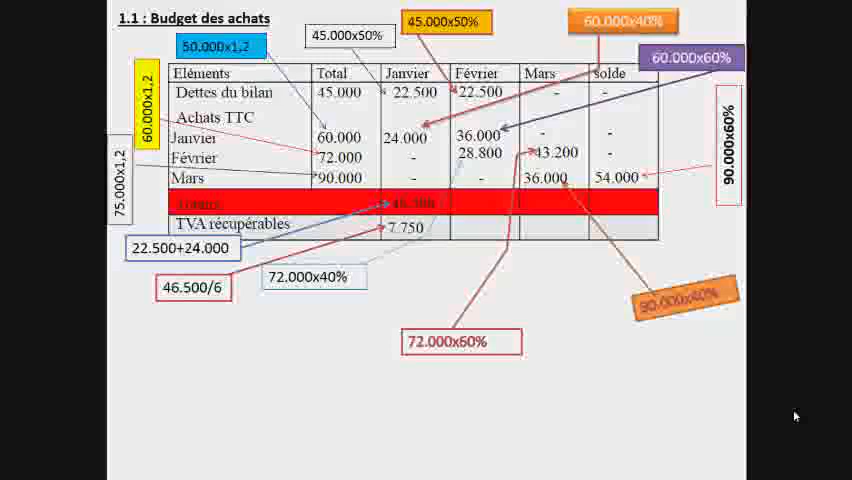 1.1 : Budget des achats
45.000x50%
60.000x40%
50.000x1,2
45.000x50%
60.000x60%
Eléments Total Janvier Février Mars solde
Dettes du bilan 45.000 22.500 22.500 - -
60.000x1,2
Achats TTC
Janvier 60.000 24.000 36.000 - -
Février 72.000 - 28.800 43.200 -
Mars 90.000 - - 36.000 54.000
90.000x60%
75.000x1,2
Totaux 46.500
TVA récupérables 7.750
22.500+24.000
72.000x40%
46.500/6
90.000x40%
72.000x60%